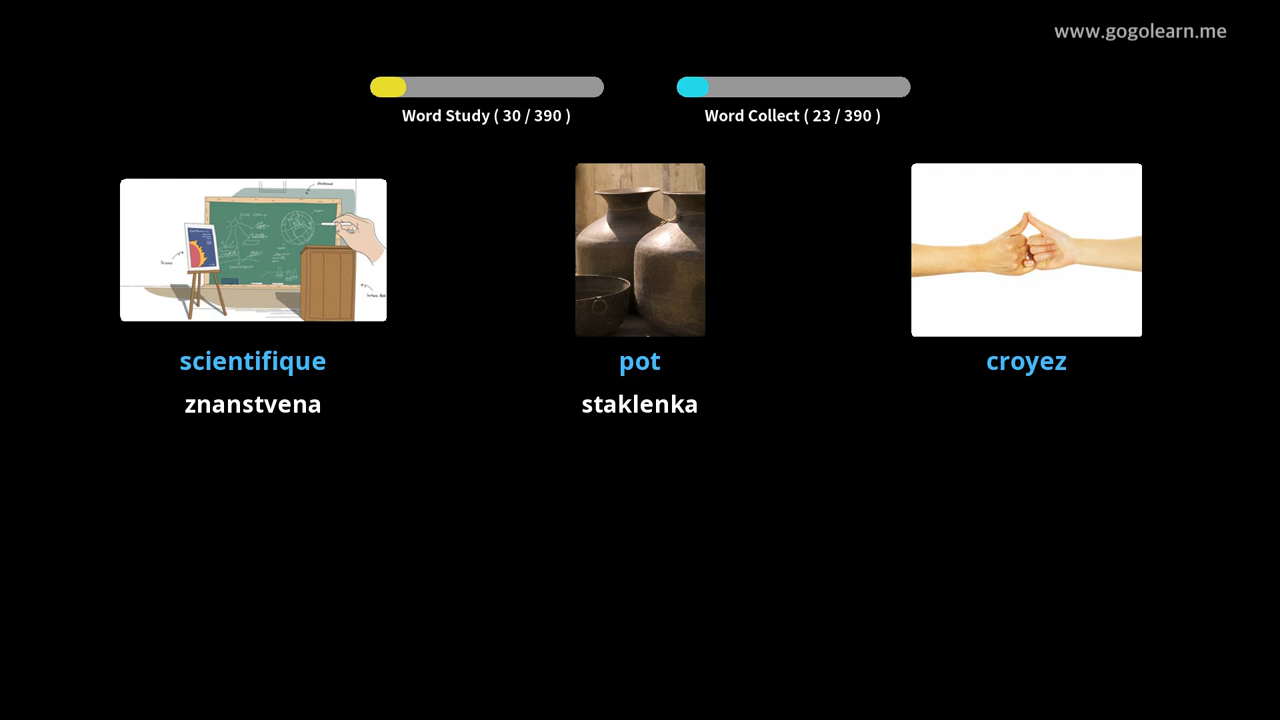 www.gogolearn.me
Word Study ( 30 / 390 )
Word Collect ( 23 / 390 )
scientifique
pot
croyez
znanstvena
staklenka